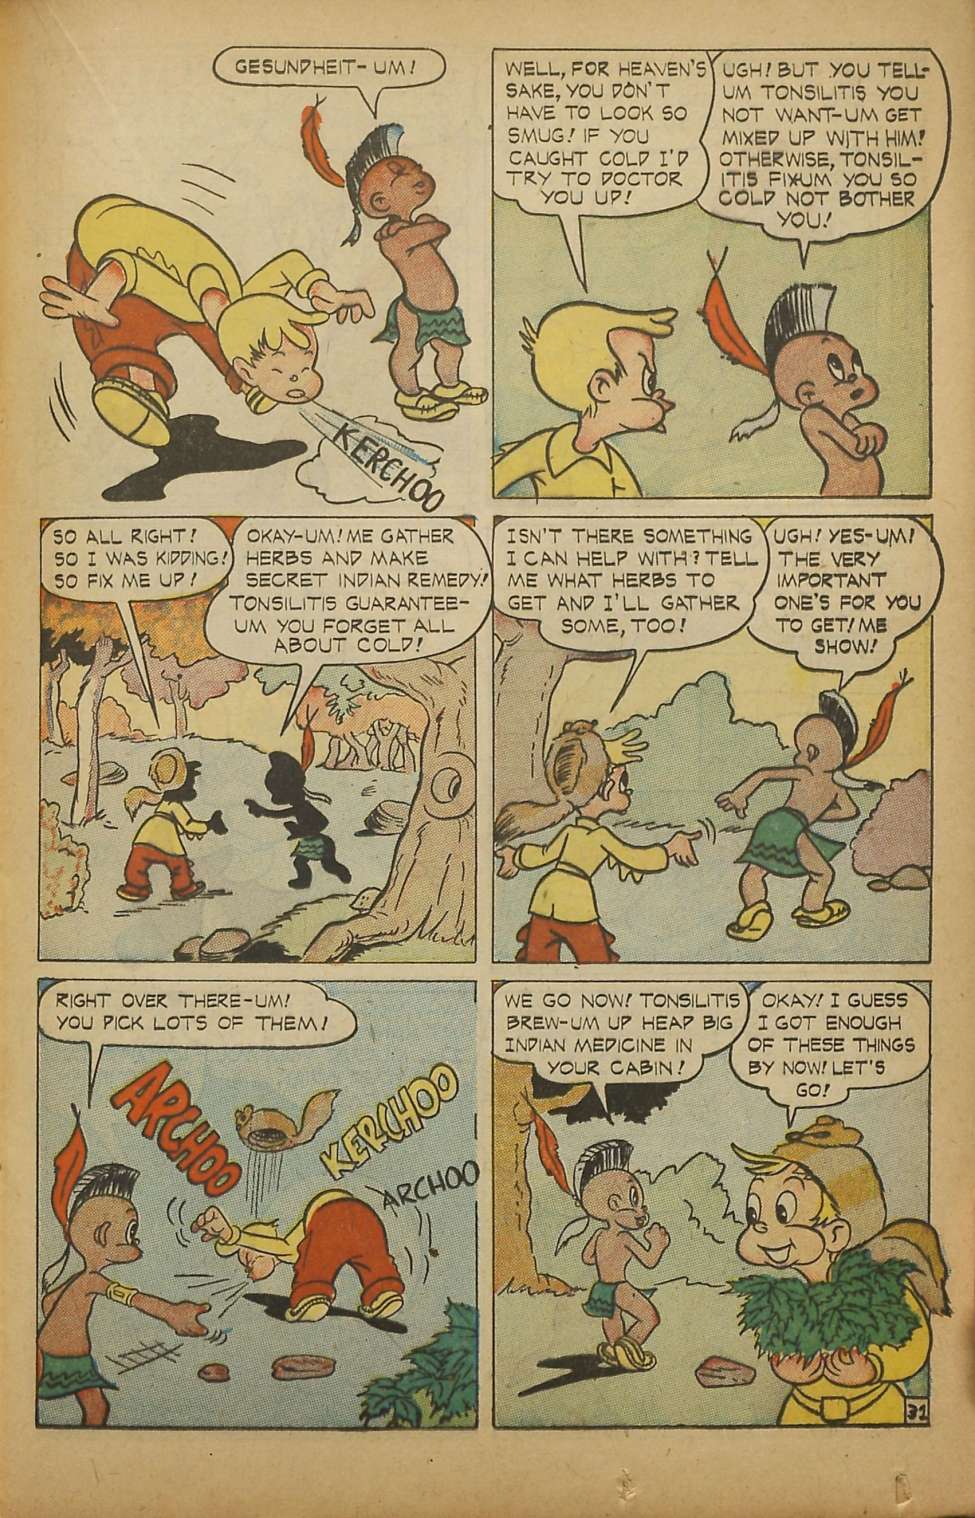 GESUNDHEIT-UM!
KERCHOO
WELL, FOR HEAVEN'S
SAKE, YOU DON'T
HAVE TO LOOK SO
SMUG! IF YOU
CAUGHT COLD I'D
TRY TO DOCTOR
YOU UP!
UGH! BUT YOU TELL-
UM TONSILITIS YOU
NOT WANT-UM GET
MIXED UP WITH HIM!
OTHERWISE, TONSIL-
ITIS FIXUM YOU SO
COLD NOT BOTHER
YOU!
SO ALL RIGHT!
SO I WAS KIDDING!
SO FIX ME UP!
OKAY-UM! ME GATHER
HERBS AND MAKE
SECRET INDIAN REMEDY!
TONSILITIS GUARANTEE-
UM YOU FORGET ALL
ABOUT COLD!
ISN'T THERE SOMETHING
I CAN HELP WITH? TELL
ME WHAT HERBS TO
GET AND I'LL GATHER
SOME, TOO!
UGH! YES-UM!
THE VERY
IMPORTANT
ONE'S FOR YOU
TO GET! ME
SHOW!
RIGHT OVER THERE-UM!
YOU PICK LOTS OF THEM!
ARCHOO
KERCHOO
ARCHOO
WE GO NOW! TONSILITIS
BREW-UM UP HEAP BIG
INDIAN MEDICINE IN
YOUR CABIN!
OKAY! I GUESS
I GOT ENOUGH
OF THESE THINGS
BY NOW! LET'S
GO!
31